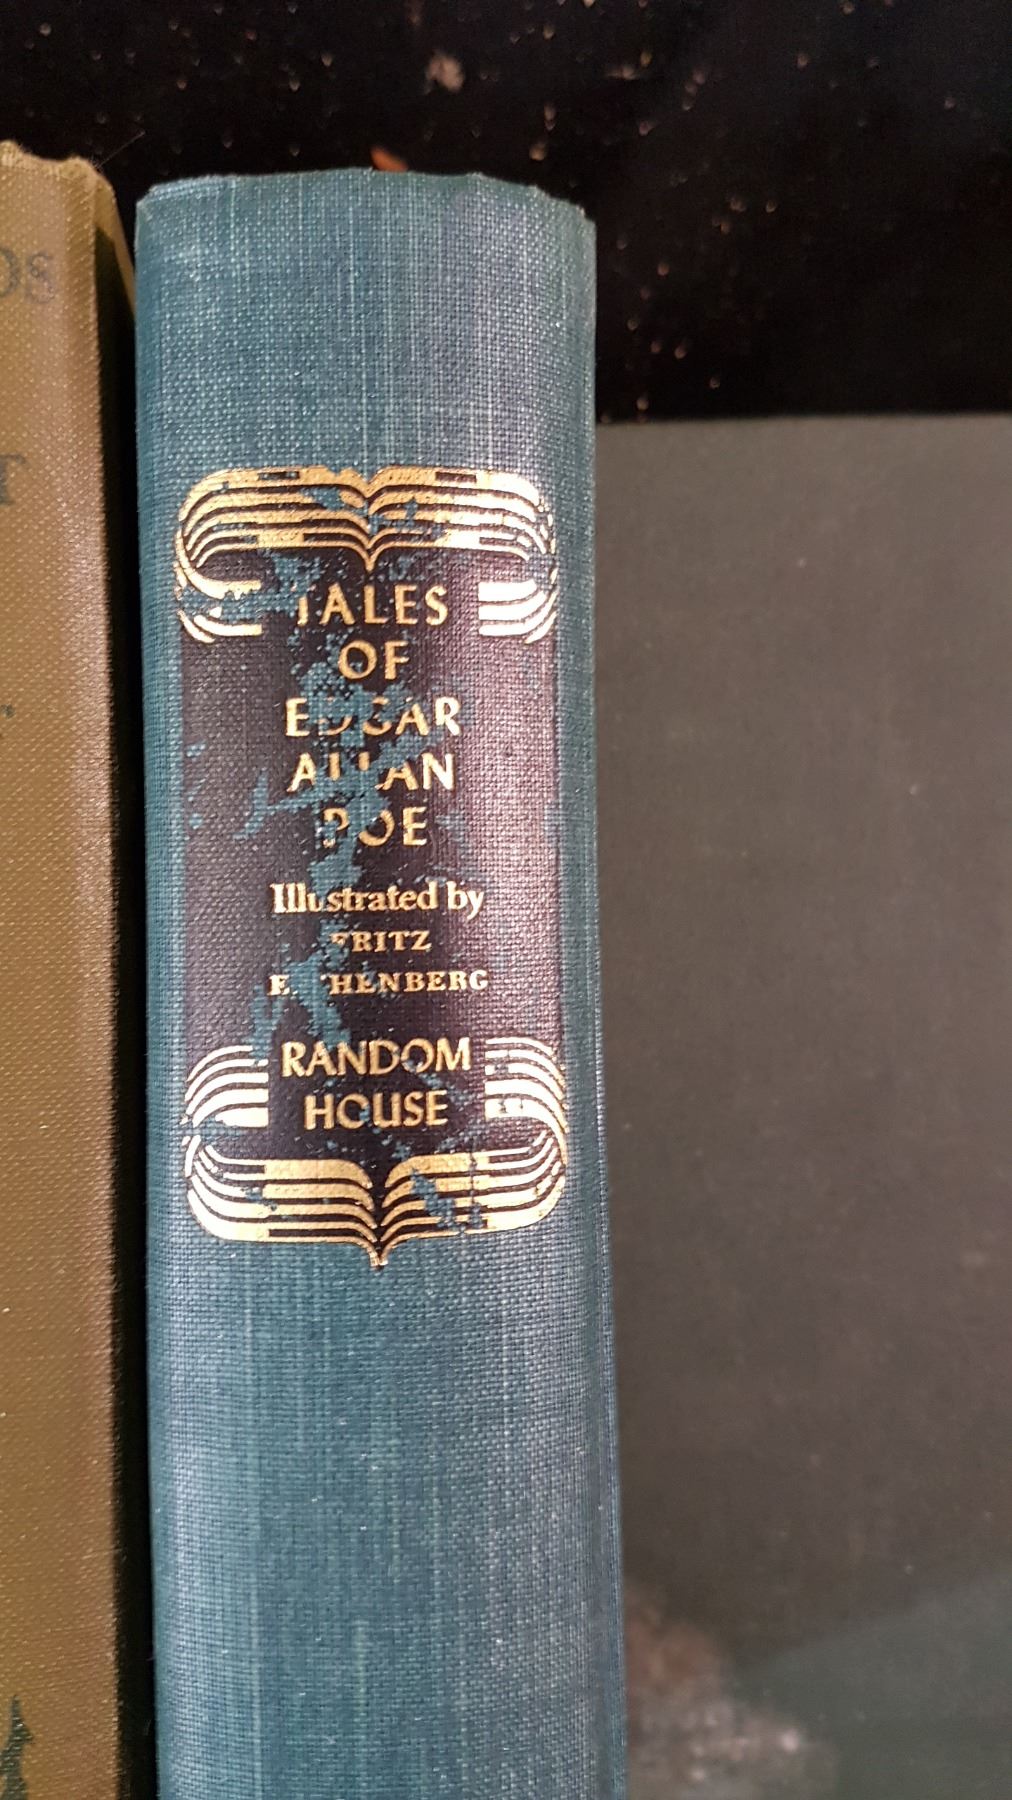 TALES
OF
EDGAR
ALLAN
POE
Illustrated by
FRITZ
EICHENBERG
RANDOM
HOUSE